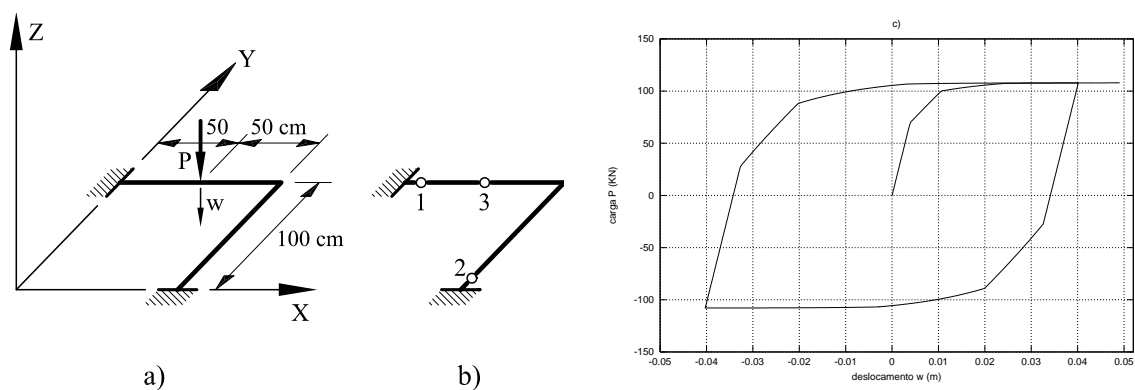 Z
Y
50
50 cm
P
w
100 cm
X
a)
1
3
2
b)
c)
150
100
50
0
-50
-100
-150
-0.05 -0.04 -0.03 -0.02 -0.01 0 0.01 0.02 0.03 0.04 0.05
carga P (KN)
deslocamento w (m)